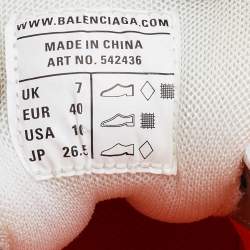 WWW.BALENCIAGA.COM
MADE IN CHINA
ART NO. 542436
UK 7
EUR 40
USA 10
JP 26.5